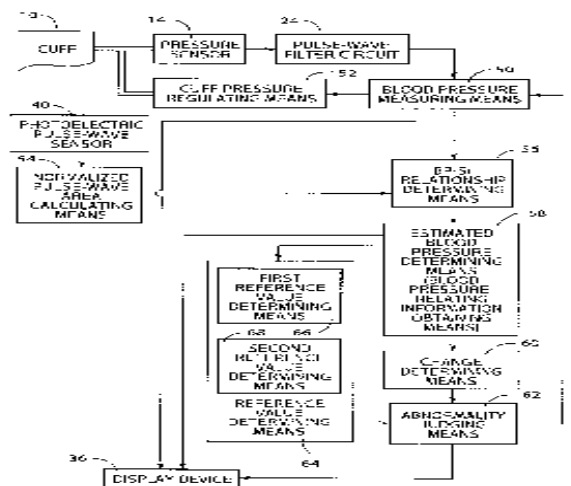 10
14
24
CUFF
PRESSURE
SENSOR
PULSE-WAVE
FILTER CIRCUIT
152
CUFF PRESSURE
REGULATING MEANS
50
BLOOD PRESSURE
MEASURING MEANS
40
PHOTOELECTRIC
PULSE-WAVE
SENSOR
54
NORMALIZED
PULSE-WAVE
AREA
CALCULATING
MEANS
RELATIONSHIP
DETERMINING
MEANS
58
ESTIMATED
BLOOD
PRESSURE
DETERMINING
MEANS
(BLOOD
PRESSURE
RELATING
INFORMATION
OBTAINING
MEANS)
FIRST
REFERENCE
VALUE
DETERMINING
MEANS
68
66
SECOND
REFERENCE
VALUE
DETERMINING
MEANS
REFERENCE
VALUE
DETERMINING
MEANS
64
60
CHANGE
DETERMINING
MEANS
62
ABNORMALITY
JUDGING
MEANS
36
DISPLAY DEVICE